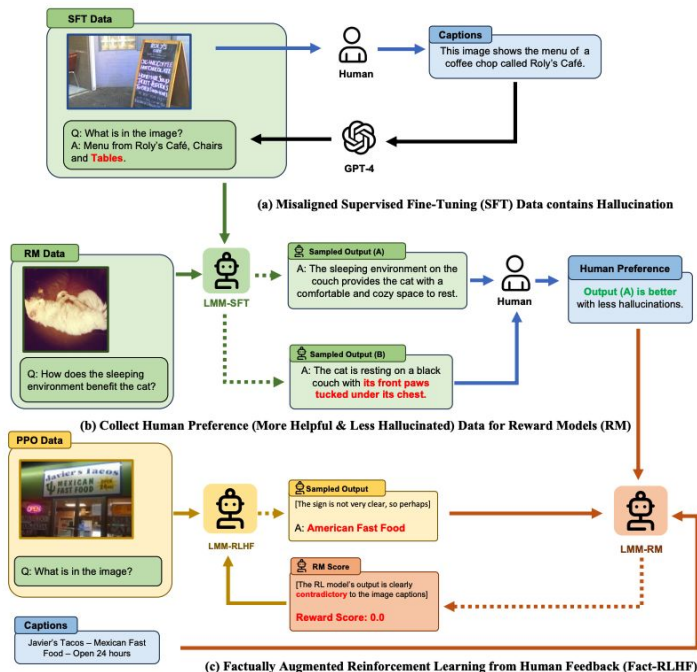 SFT Data
Human
Captions
This image shows the menu of a
coffee chop called Roly's Café.
Q: What is in the image?
A: Menu from Roly's Café, Chairs
and Tables.
GPT-4
(a) Misaligned Supervised Fine-Tuning (SFT) Data contains Hallucination
RM Data
Q: How does the sleeping
environment benefit the cat?
LMM-SFT
Sampled Output (A)
A: The sleeping environment on the
couch provides the cat with a
comfortable and cozy space to rest.
Sampled Output (B)
A: The cat is resting on a black
couch with its front paws
tucked under its chest.
Human
Human Preference
Output (A) is better
with less hallucinations.
(b) Collect Human Preference (More Helpful & Less Hallucinated) Data for Reward Models (RM)
PPO Data
Javier's Tacos
MEXICAN
FAST FOOD
OPEN
Q: What is in the image?
LMM-RLHF
Sampled Output
[The sign is not very clear, so perhaps]
A: American Fast Food
RM Score
[The RL model's output is clearly
contradictory to the image captions]
Reward Score: 0.0
LMM-RM
Captions
Javier's Tacos – Mexican Fast
Food – Open 24 hours
(c) Factually Augmented Reinforcement Learning from Human Feedback (Fact-RLHF)